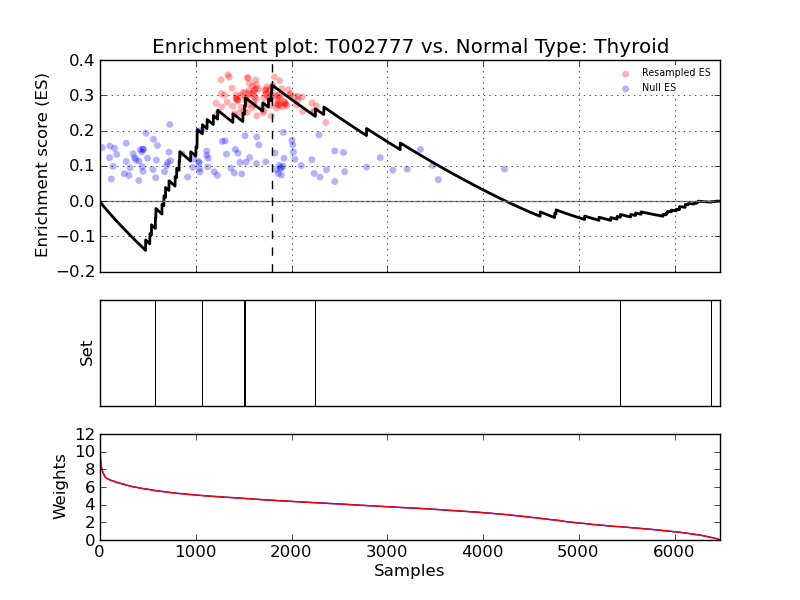 Enrichment plot: T002777 vs. Normal Type: Thyroid
Enrichment score (ES)
0.4
0.3
0.2
0.1
0.0
−0.1
−0.2
Resampled ES
Null ES
Set
Weights
12
10
8
6
4
2
0
0 1000 2000 3000 4000 5000 6000
Samples